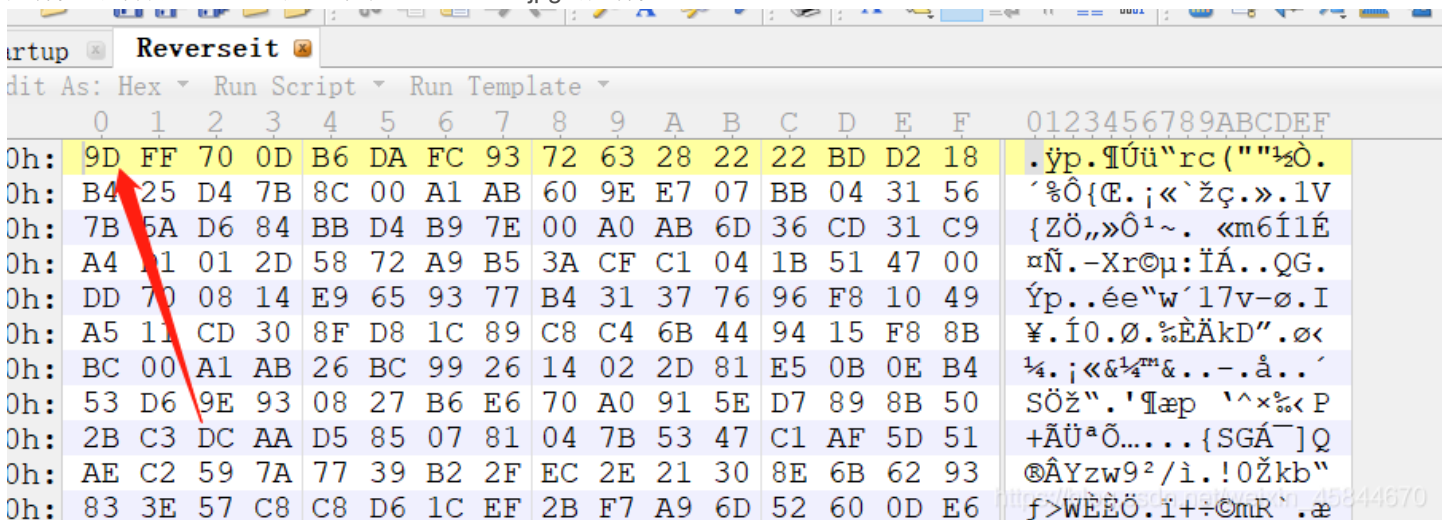 artup Reverseit
dit As: Hex Run Script Run Template
0 1 2 3 4 5 6 7 8 9 A B C D E F 0123456789ABCDEF
0h: 9D FF 70 0D B6 DA FC 93 72 63 28 22 22 BD D2 18 .ÿp.¶Úü“rc(""½Ò.
0h: B4 25 D4 7B 8C 00 A1 AB 60 9E E7 07 BB 04 31 56 ´%Ô{Œ.¡«`žç.».1V
0h: 7B 5A D6 84 BB D4 B9 7E 00 A0 AB 6D 36 CD 31 C9 {ZÖ„»Ô¹~. «m6Í1É
0h: A4 D1 01 2D 58 72 A9 B5 3A CF C1 04 1B 51 47 00 ¤Ñ.-Xr©µ:ÏÁ..QG.
0h: DD 70 08 14 E9 65 93 77 B4 31 37 76 96 F8 10 49 Ýp..ée“w´17v–ø.I
0h: A5 11 CD 30 8F D8 1C 89 C8 C4 6B 44 94 15 F8 8B ¥.Í0.Ø.‰ÈÄkD”.ø‹
0h: BC 00 A1 AB 26 BC 99 26 14 02 2D 81 E5 0B 0E B4 ¼.¡«&¼™&..-.å..´
0h: 53 D6 9E 93 08 27 B6 E6 70 A0 91 5E D7 89 8B 50 SÖž“.'¶æp ‘^×‰‹P
0h: 2B C3 DC AA D5 85 07 81 04 7B 53 47 C1 AF 5D 51 +ÃÜªÕ…...{SGÁ¯]Q
0h: AE C2 59 7A 77 39 B2 2F EC 2E 21 30 8E 6B 62 93 ®ÂYzw9²/ì.!0Žkb“
0h: 83 3E 57 C8 C8 D6 1C EF 2B F7 A9 6D 52 60 0D E6 ƒ>WÈÈÖ.ï+÷©mR`.æ